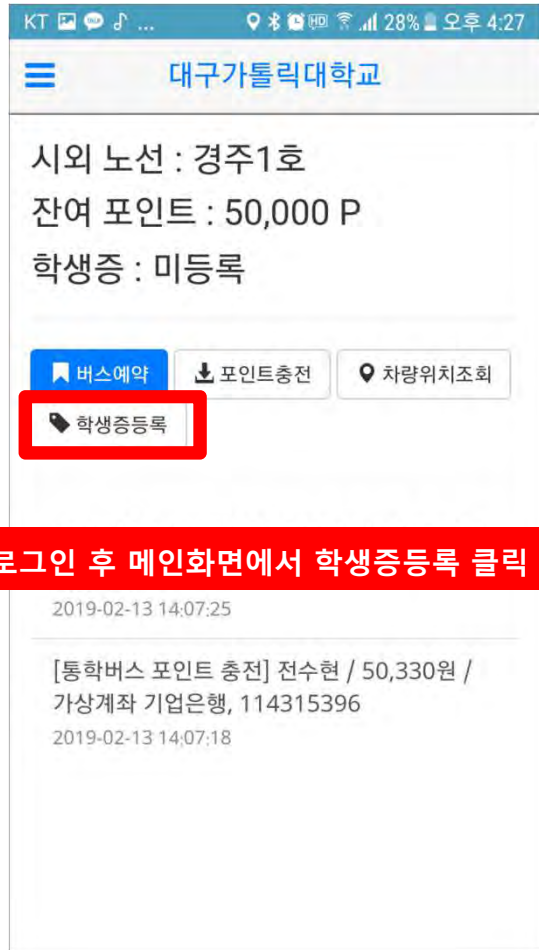 KT ... HD 28% 오후 4:27
대구가톨릭대학교
시외 노선 : 경주1호
잔여 포인트 : 50,000 P
학생증 : 미등록
버스예약 포인트충전 차량위치조회
학생증등록
로그인 후 메인화면에서 학생증등록 클릭
2019-02-13 14:07:25
[통학버스 포인트 충전] 전수현 / 50,330원 /
가상계좌 기업은행, 114315396
2019-02-13 14:07:18